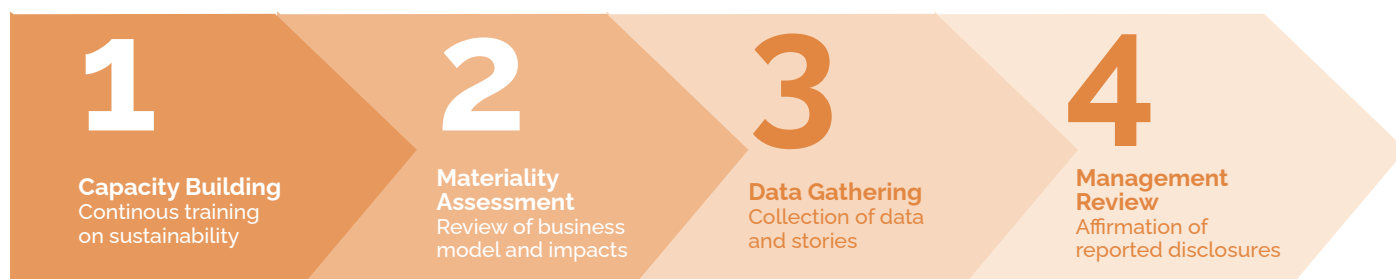 1
Capacity Building
Continous training
on sustainability
2
Materiality
Assessment
Review of business
model and impacts
3
Data Gathering
Collection of data
and stories
4
Management
Review
Affirmation of
reported disclosures